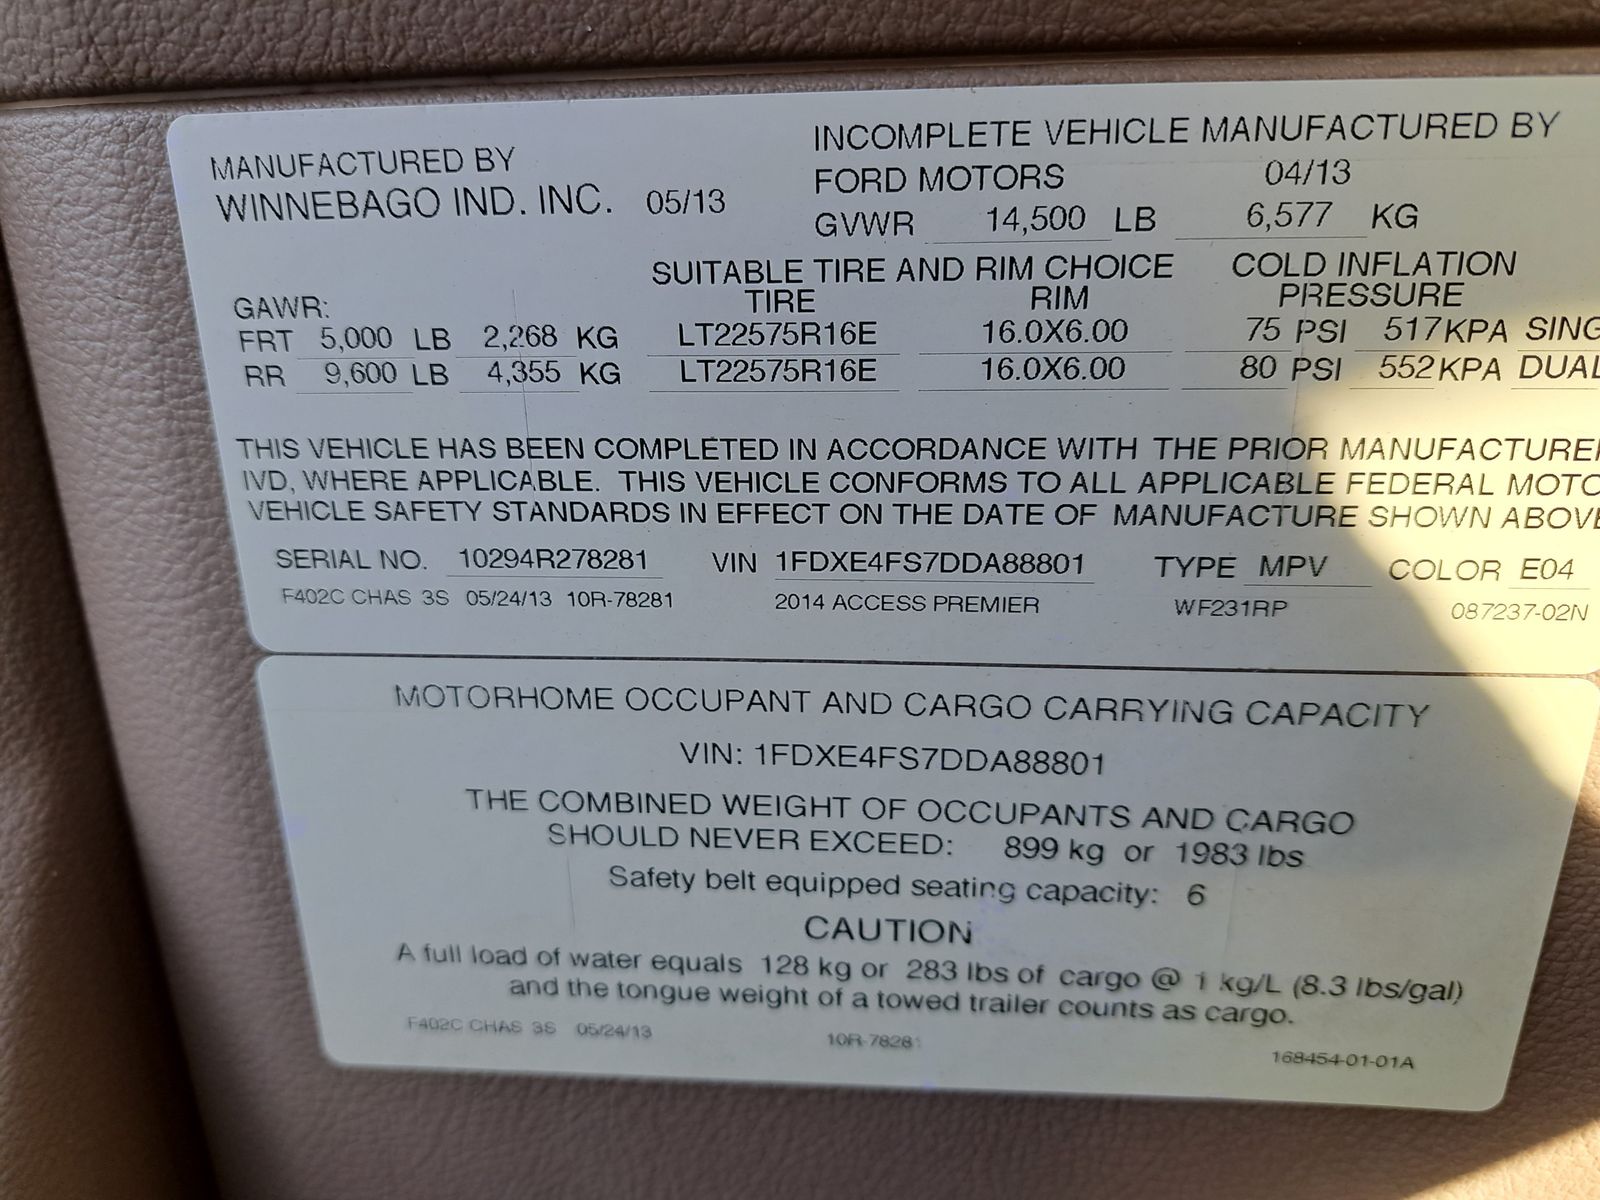 MANUFACTURED BY
WINNEBAGO IND. INC. 05/13
INCOMPLETE VEHICLE MANUFACTURED BY
FORD MOTORS 04/13
GVWR 14,500 LB 6,577 KG
SUITABLE TIRE AND RIM CHOICE COLD INFLATION
GAWR: TIRE RIM PRESSURE
FRT 5,000 LB 2,268 KG LT22575R16E 16.0X6.00 75 PSI 517KPA SING
RR 9,600 LB 4,355 KG LT22575R16E 16.0X6.00 80 PSI 552KPA DUAL
THIS VEHICLE HAS BEEN COMPLETED IN ACCORDANCE WITH THE PRIOR MANUFACTURER
IVD, WHERE APPLICABLE. THIS VEHICLE CONFORMS TO ALL APPLICABLE FEDERAL MOTO
VEHICLE SAFETY STANDARDS IN EFFECT ON THE DATE OF MANUFACTURE SHOWN ABOVE
SERIAL NO. 10294R278281 VIN 1FDXE4FS7DDA88801 TYPE MPV COLOR E04
F402C CHAS 3S 05/24/13 10R-78281 2014 ACCESS PREMIER WF231RP 087237-02N
MOTORHOME OCCUPANT AND CARGO CARRYING CAPACITY
VIN: 1FDXE4FS7DDA88801
THE COMBINED WEIGHT OF OCCUPANTS AND CARGO
SHOULD NEVER EXCEED: 899 kg or 1983 lbs
Safety belt equipped seating capacity: 6
CAUTION
A full load of water equals 128 kg or 283 lbs of cargo @ 1 kg/L (8.3 lbs/gal)
and the tongue weight of a towed trailer counts as cargo.
F402C CHAS 3S 05/24/13 10R-78281 168454-01-01A